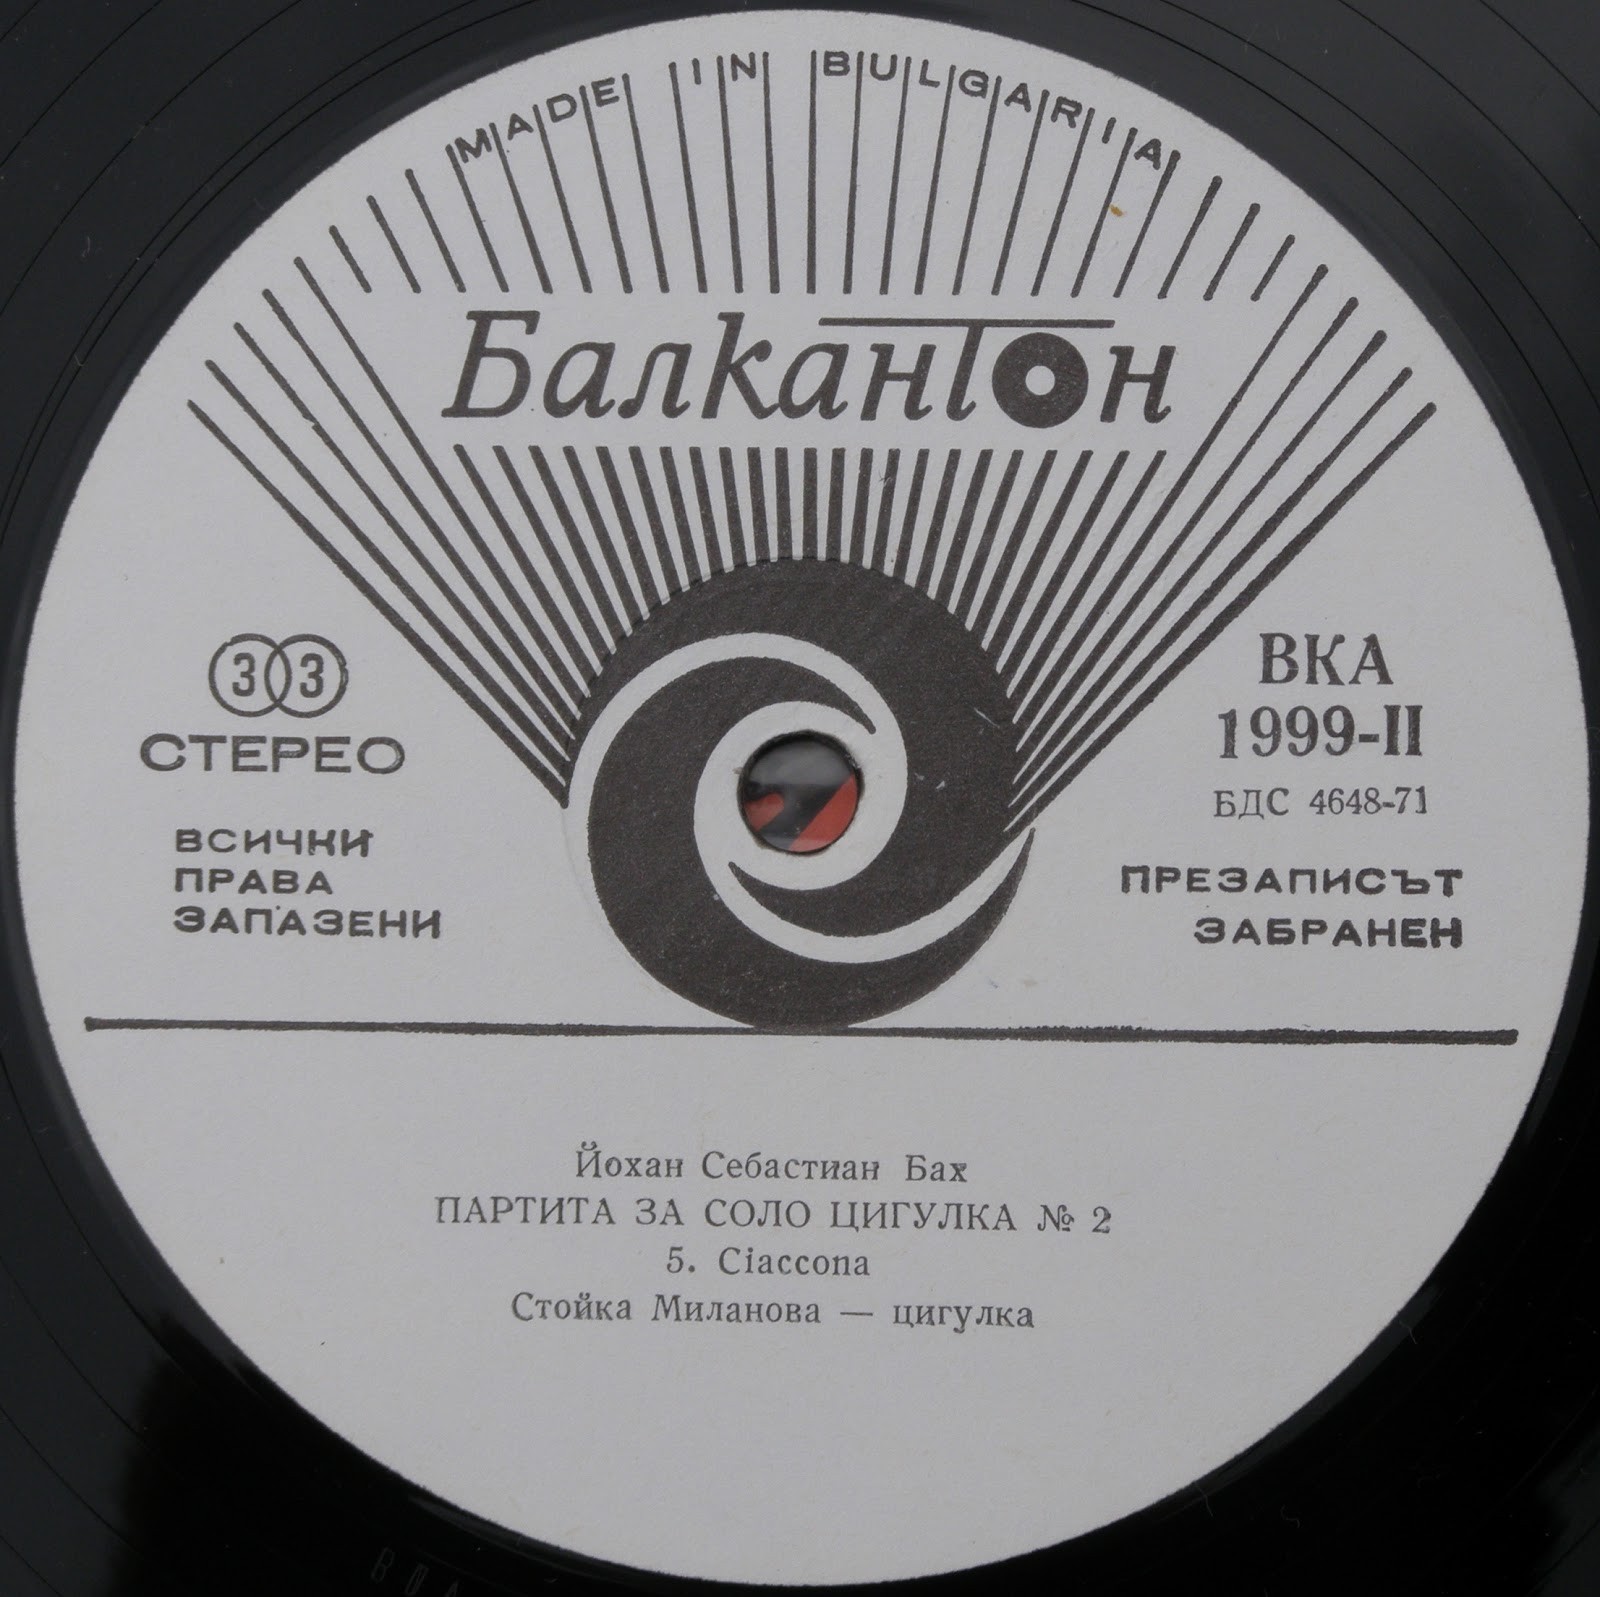 MADE IN BULGARIA
Балкантон
33
СТЕРЕО
ВСИЧКИ
ПРАВА
ЗАПАЗЕНИ
ВКА
1999-II
БДС 4648-71
ПРЕЗАПИСЪТ
ЗАБРАНЕН
Йохан Себастиан Бах
ПАРТИТА ЗА СОЛО ЦИГУЛКА № 2
5. Ciaccona
Стойка Миланова — цигулка